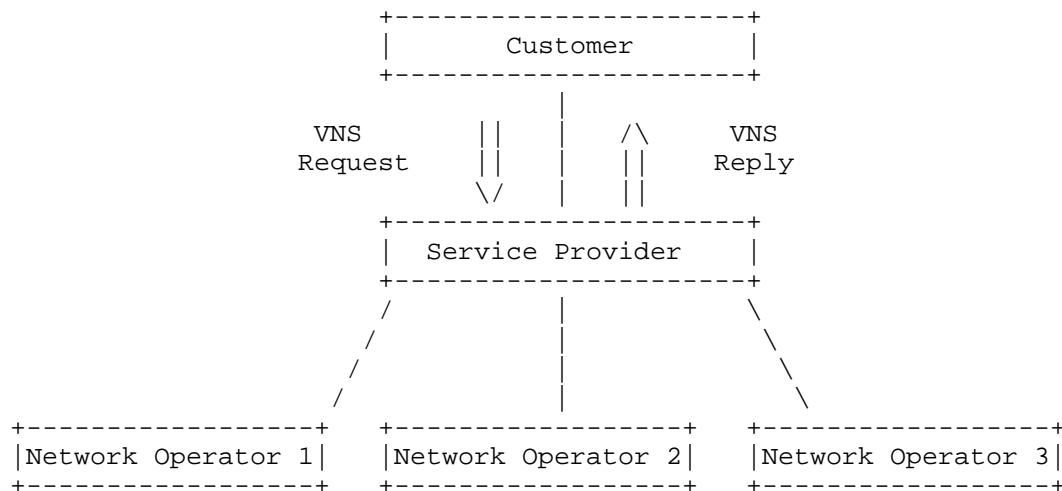 Customer
VNS VNS
Request Reply
Service Provider
Network Operator 1 Network Operator 2 Network Operator 3